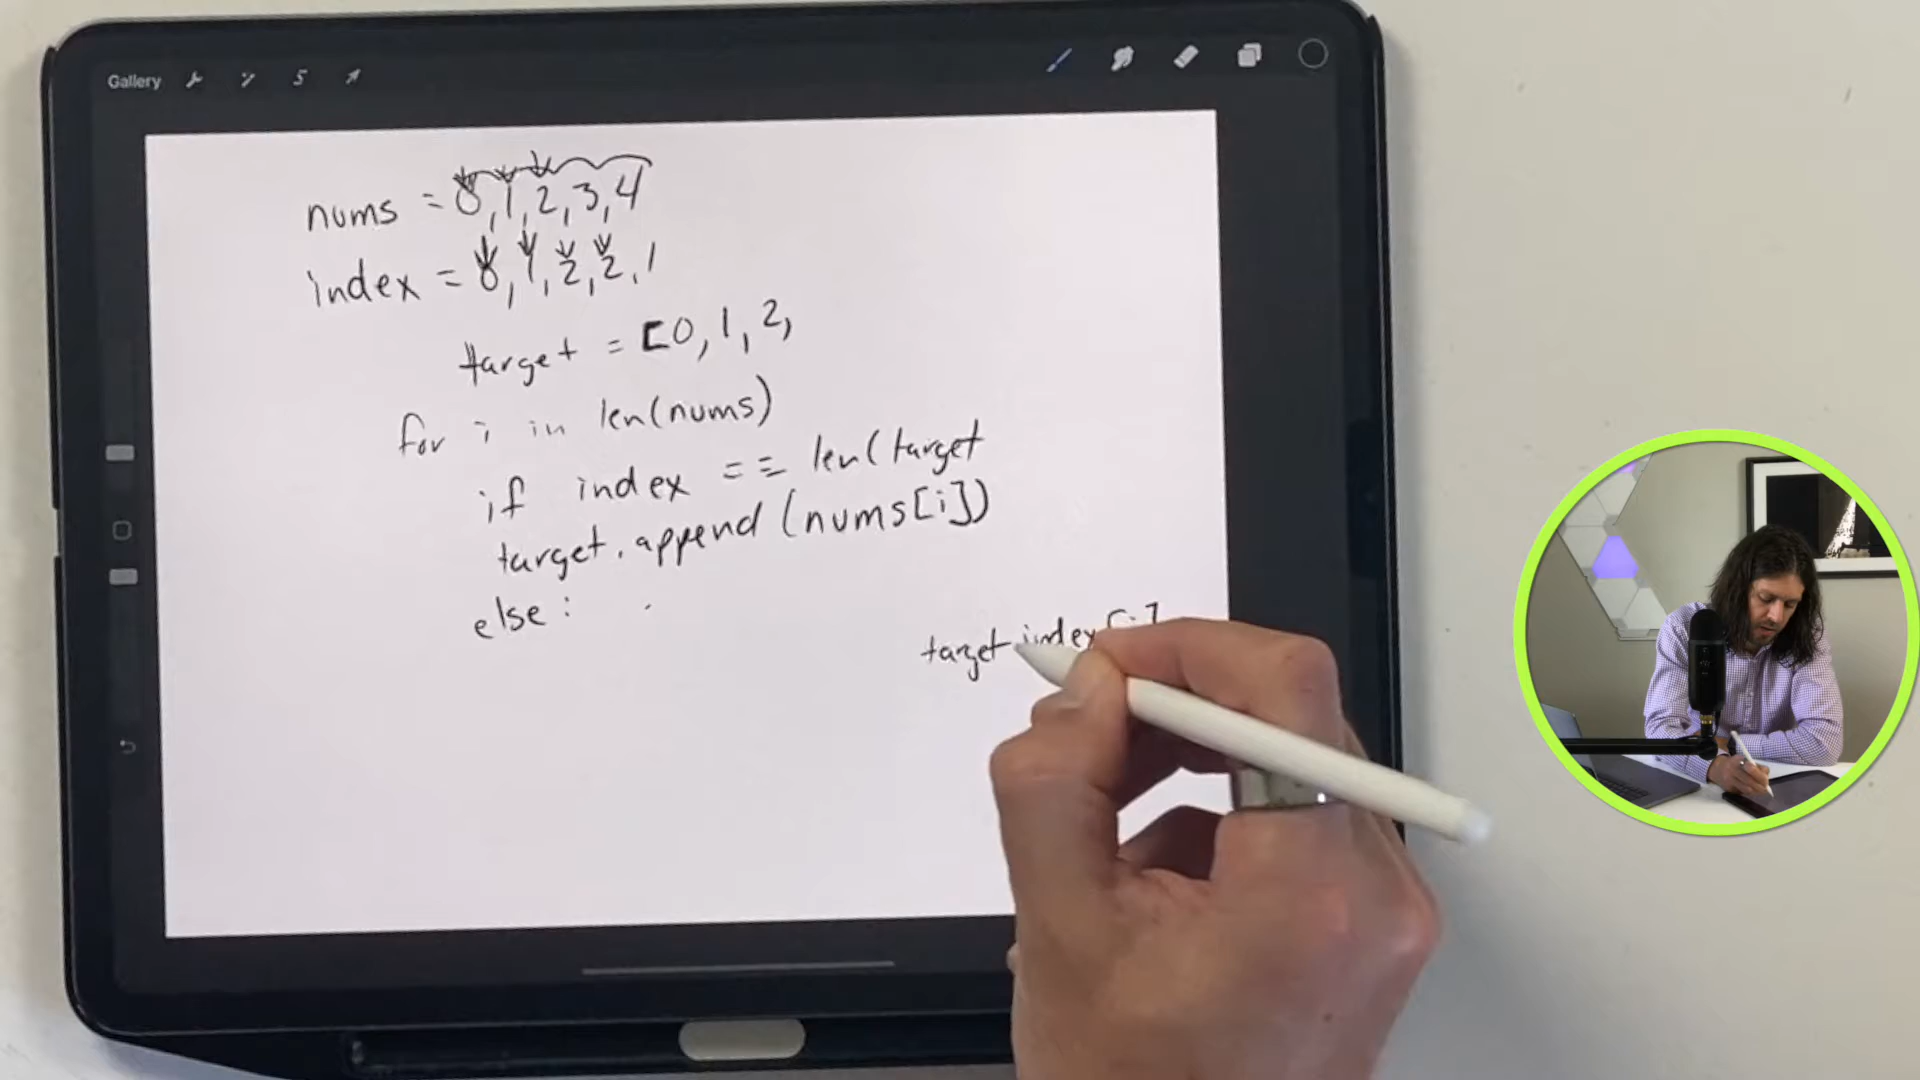 Gallery
nums = 0, 1, 2, 3, 4
index = 0, 1, 2, 2, 1
target = [0, 1, 2,
for i in len(nums)
if index == len(target
target.append(nums[i])
else:
target index[i]